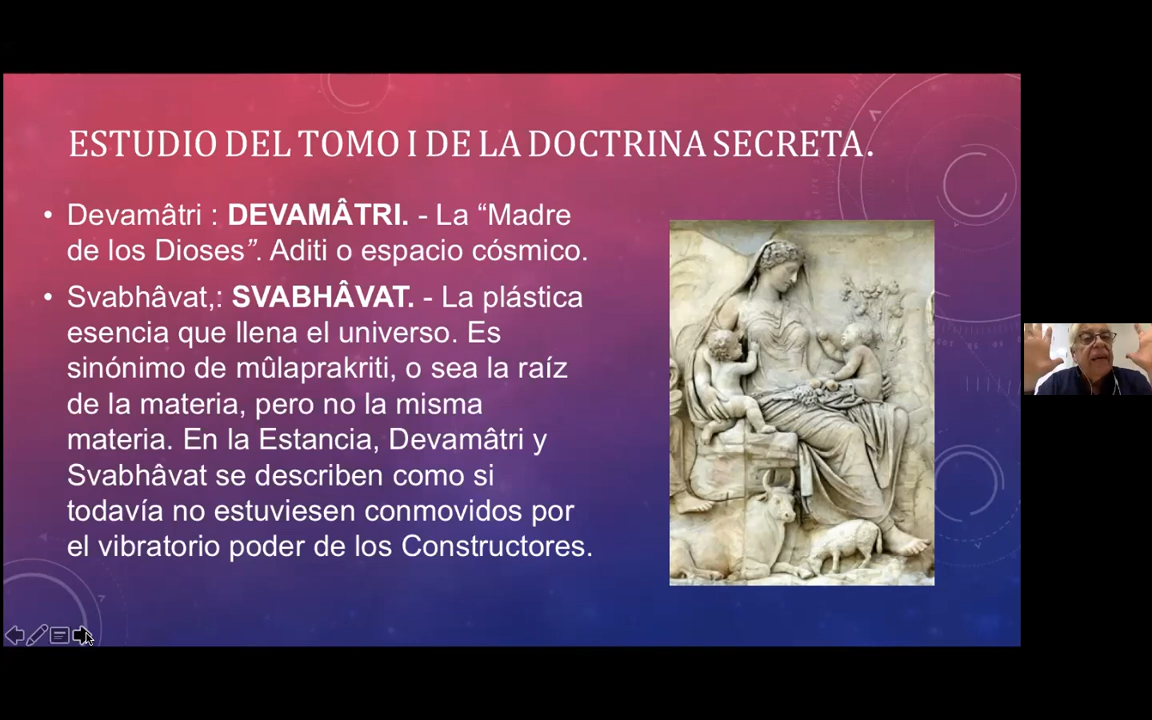 ESTUDIO DEL TOMO I DE LA DOCTRINA SECRETA.
• Devamâtri : DEVAMÂTRI. - La “Madre
de los Dioses”. Aditi o espacio cósmico.
• Svabhâvat,: SVABHÂVAT. - La plástica
esencia que llena el universo. Es
sinónimo de mûlaprakriti, o sea la raíz
de la materia, pero no la misma
materia. En la Estancia, Devamâtri y
Svabhâvat se describen como si
todavía no estuviesen conmovidos por
el vibratorio poder de los Constructores.